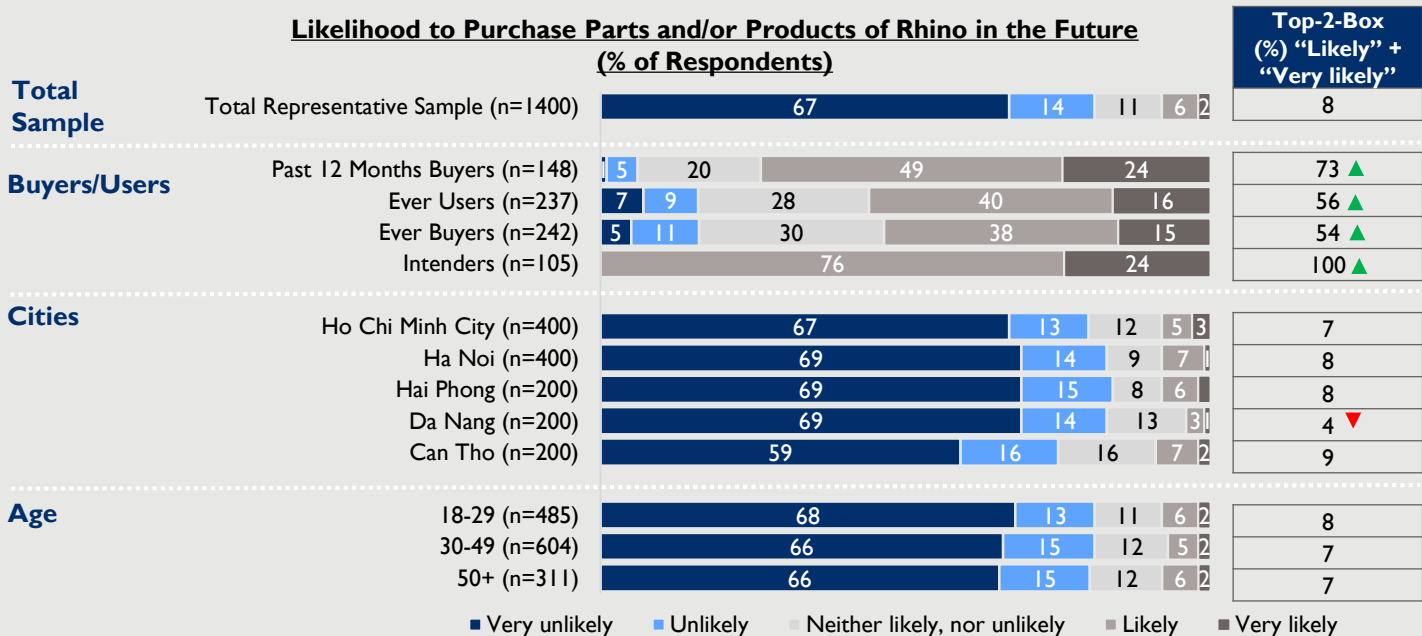 Likelihood to Purchase Parts and/or Products of Rhino in the Future
(% of Respondents)
Top-2-Box
(%) “Likely” +
“Very likely”
Total
Sample
Total Representative Sample (n=1400) 67 14 11 6 2 8
Buyers/Users
Past 12 Months Buyers (n=148) 1 5 20 49 24 73 ▲
Ever Users (n=237) 7 9 28 40 16 56 ▲
Ever Buyers (n=242) 5 11 30 38 15 54 ▲
Intenders (n=105) 76 24 100 ▲
Cities
Ho Chi Minh City (n=400) 67 13 12 5 3 7
Ha Noi (n=400) 69 14 9 7 1 8
Hai Phong (n=200) 69 15 8 6 8
Da Nang (n=200) 69 14 13 3 1 4 ▼
Can Tho (n=200) 59 16 16 7 2 9
Age
18-29 (n=485) 68 13 11 6 2 8
30-49 (n=604) 66 15 12 5 2 7
50+ (n=311) 66 15 12 6 2 7
Very unlikely Unlikely Neither likely, nor unlikely Likely Very likely